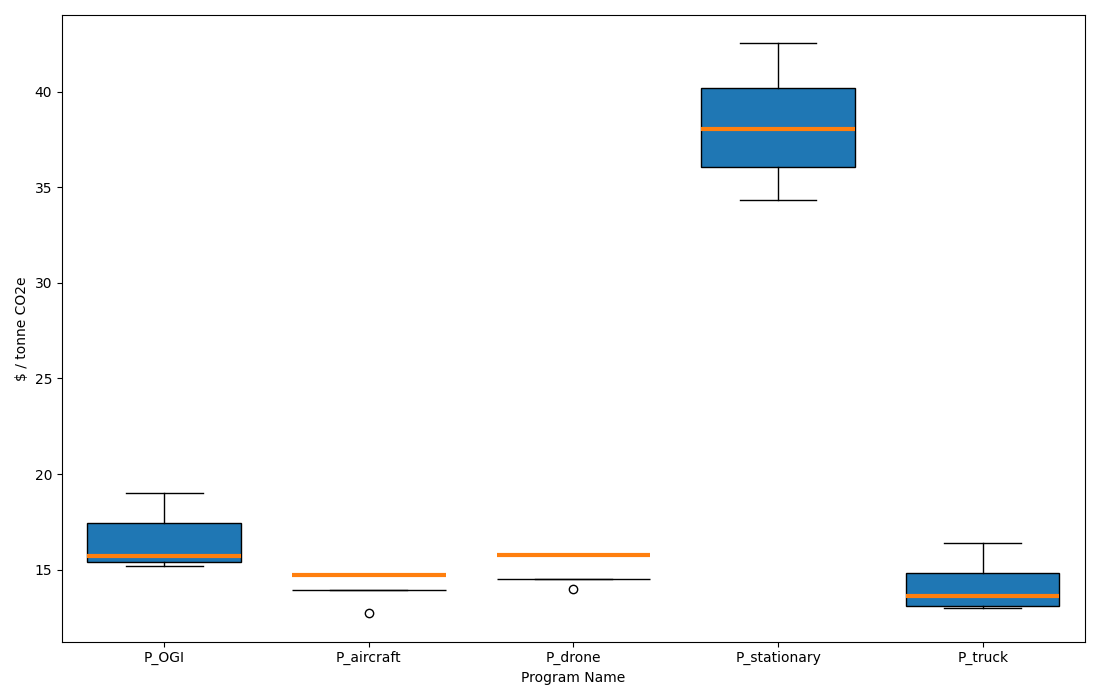 $ / tonne CO2e
40
35
30
25
20
15
P_OGI
P_aircraft
P_drone
P_stationary
P_truck
Program Name